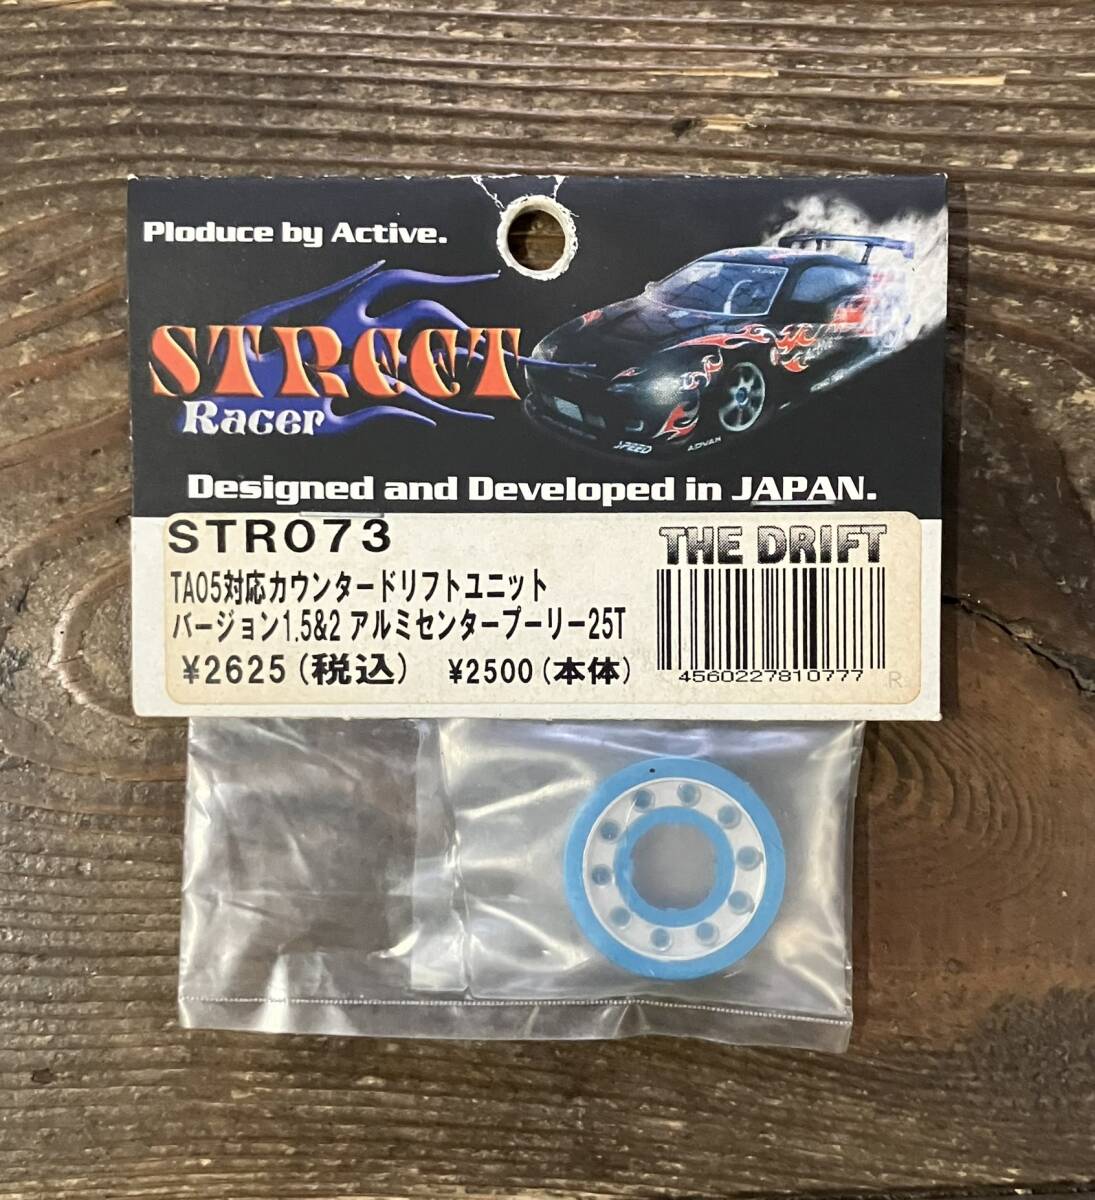 Ploduce by Active.
STREET
Racer
SPEED
ADVAN
Designed and Developed in JAPAN.
STR073
THE DRIFT
TA05対応カウンタードリフトユニット
バージョン1.5&2 アルミセンタープーリー25T
¥2625(税込) ¥2500(本体)
4560227810777
R